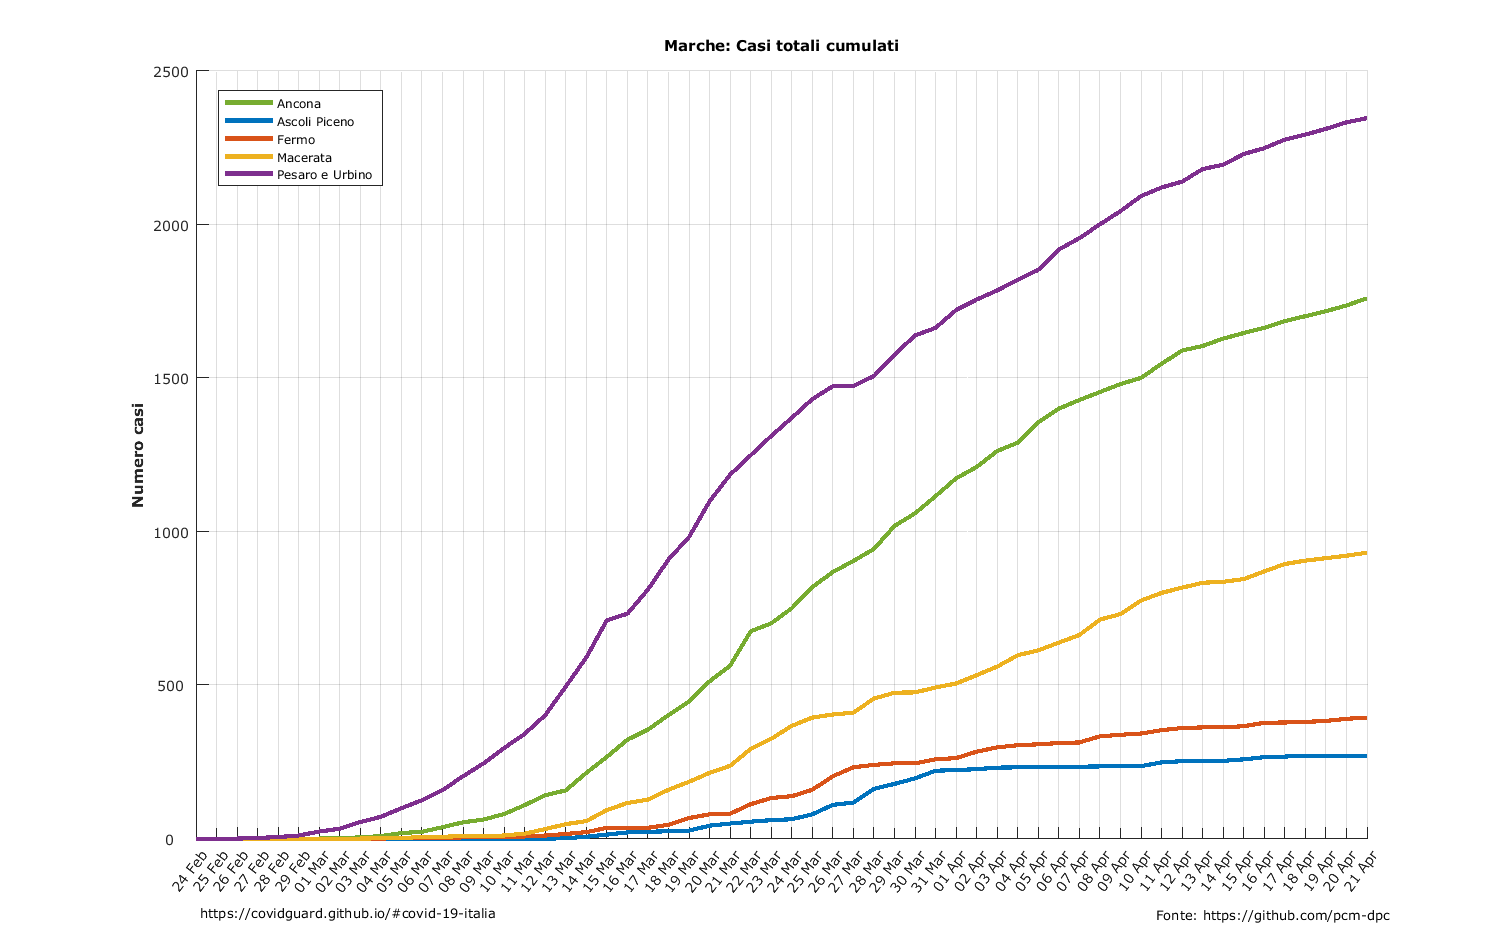 Marche: Casi totali cumulati
2500
2000
1500
1000
500
0
Numero casi
Ancona
Ascoli Piceno
Fermo
Macerata
Pesaro e Urbino
24 Feb
25 Feb
26 Feb
27 Feb
28 Feb
29 Feb
01 Mar
02 Mar
03 Mar
04 Mar
05 Mar
06 Mar
07 Mar
08 Mar
09 Mar
10 Mar
11 Mar
12 Mar
13 Mar
14 Mar
15 Mar
16 Mar
17 Mar
18 Mar
19 Mar
20 Mar
21 Mar
22 Mar
23 Mar
24 Mar
25 Mar
26 Mar
27 Mar
28 Mar
29 Mar
30 Mar
31 Mar
01 Apr
02 Apr
03 Apr
04 Apr
05 Apr
06 Apr
07 Apr
08 Apr
09 Apr
10 Apr
11 Apr
12 Apr
13 Apr
14 Apr
15 Apr
16 Apr
17 Apr
18 Apr
19 Apr
20 Apr
21 Apr
https://covidguard.github.io/#covid-19-italia
Fonte: https://github.com/pcm-dpc